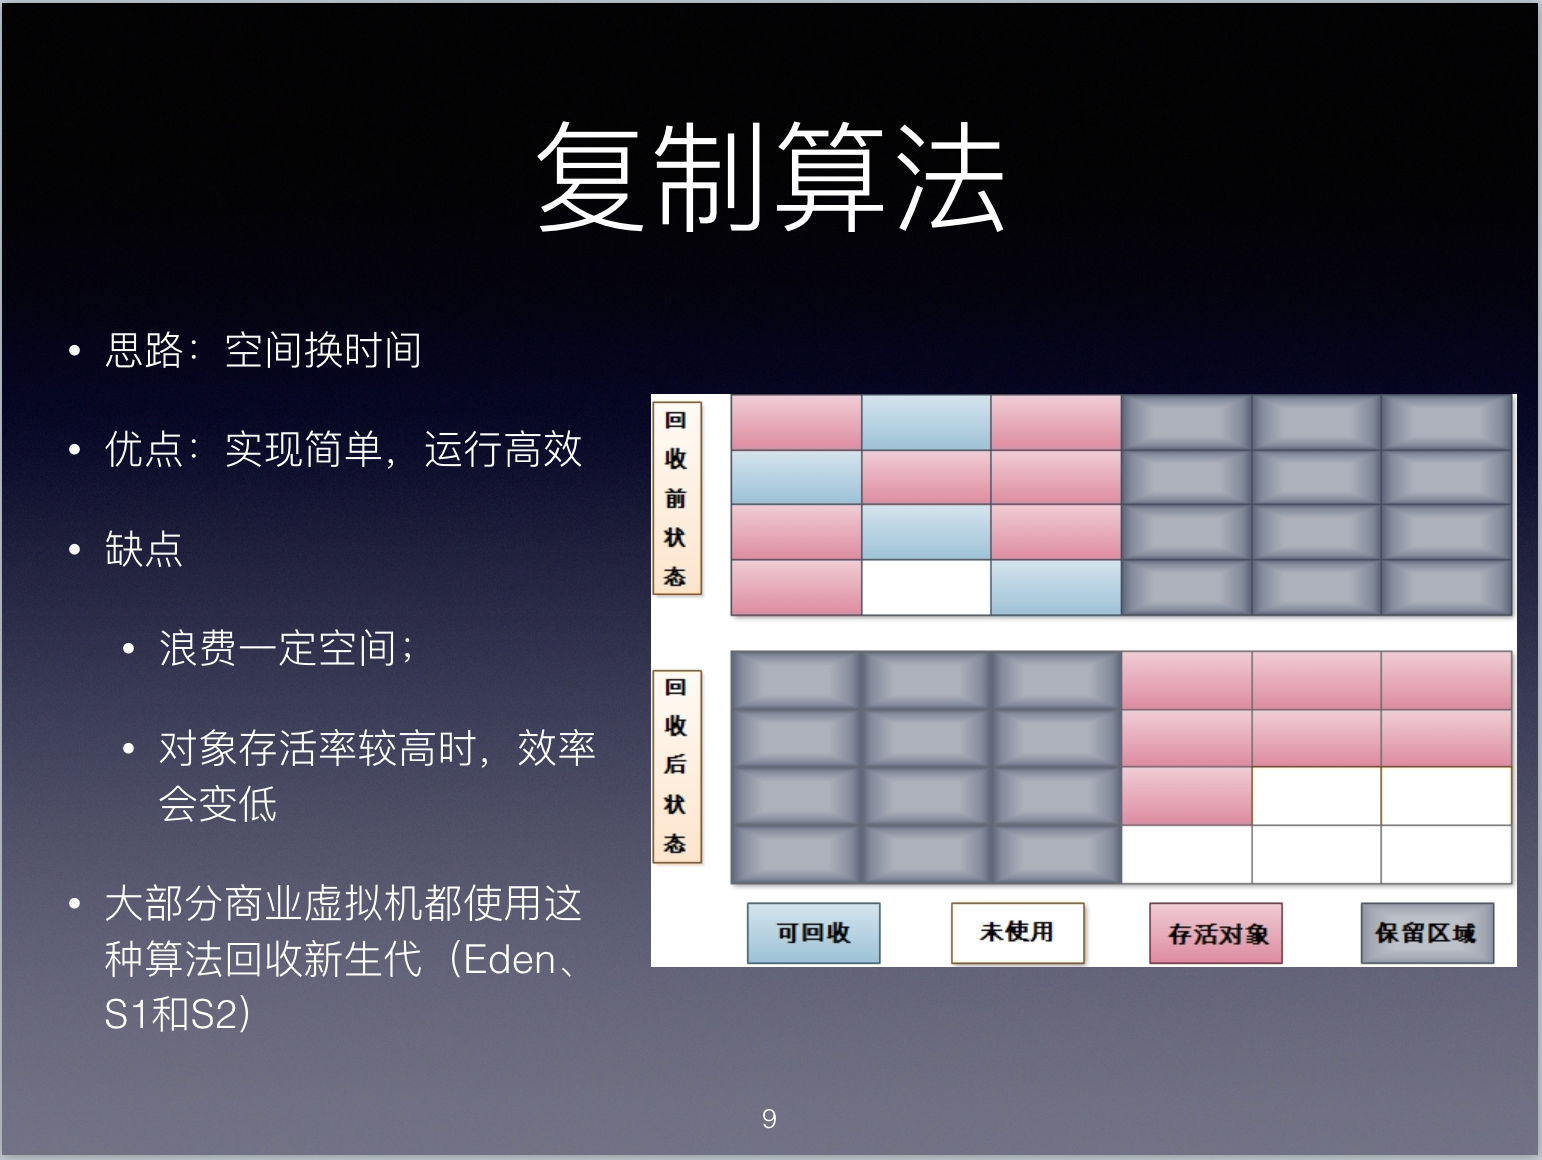 复制算法
• 思路：空间换时间
• 优点：实现简单，运行高效
• 缺点
• 浪费一定空间；
• 对象存活率较高时，效率
会变低
• 大部分商业虚拟机都使用这
种算法回收新生代（Eden、
S1和S2）
回收前状态
回收后状态
可回收
未使用
存活对象
保留区域
9